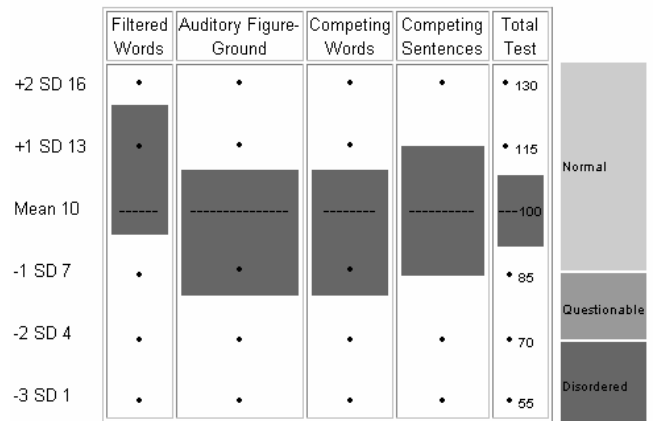 Filtered Words
Auditory Figure-Ground
Competing Words
Competing Sentences
Total Test
+2 SD 16
130
+1 SD 13
115
Mean 10
------
---------------
--------
-----------
---100
-1 SD 7
85
-2 SD 4
70
-3 SD 1
55
Normal
Questionable
Disordered